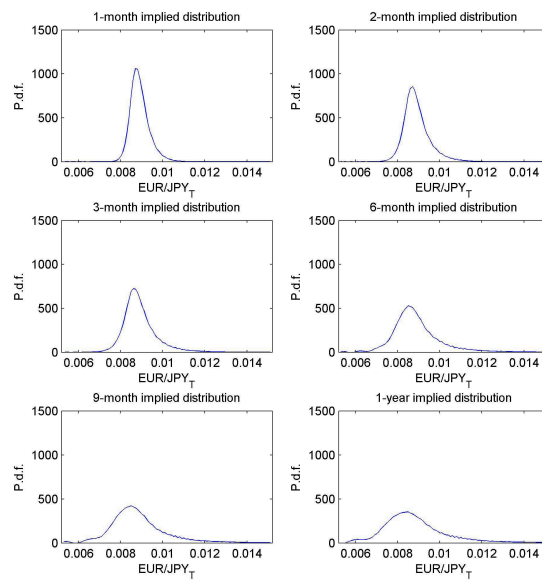 1-month implied distribution
1500
1000
500
0
P.d.f.
0.006 0.008 0.01 0.012 0.014
EUR/JPY_T
2-month implied distribution
1500
1000
500
0
P.d.f.
0.006 0.008 0.01 0.012 0.014
EUR/JPY_T
3-month implied distribution
1500
1000
500
0
P.d.f.
0.006 0.008 0.01 0.012 0.014
EUR/JPY_T
6-month implied distribution
1500
1000
500
0
P.d.f.
0.006 0.008 0.01 0.012 0.014
EUR/JPY_T
9-month implied distribution
1500
1000
500
0
P.d.f.
0.006 0.008 0.01 0.012 0.014
EUR/JPY_T
1-year implied distribution
1500
1000
500
0
P.d.f.
0.006 0.008 0.01 0.012 0.014
EUR/JPY_T